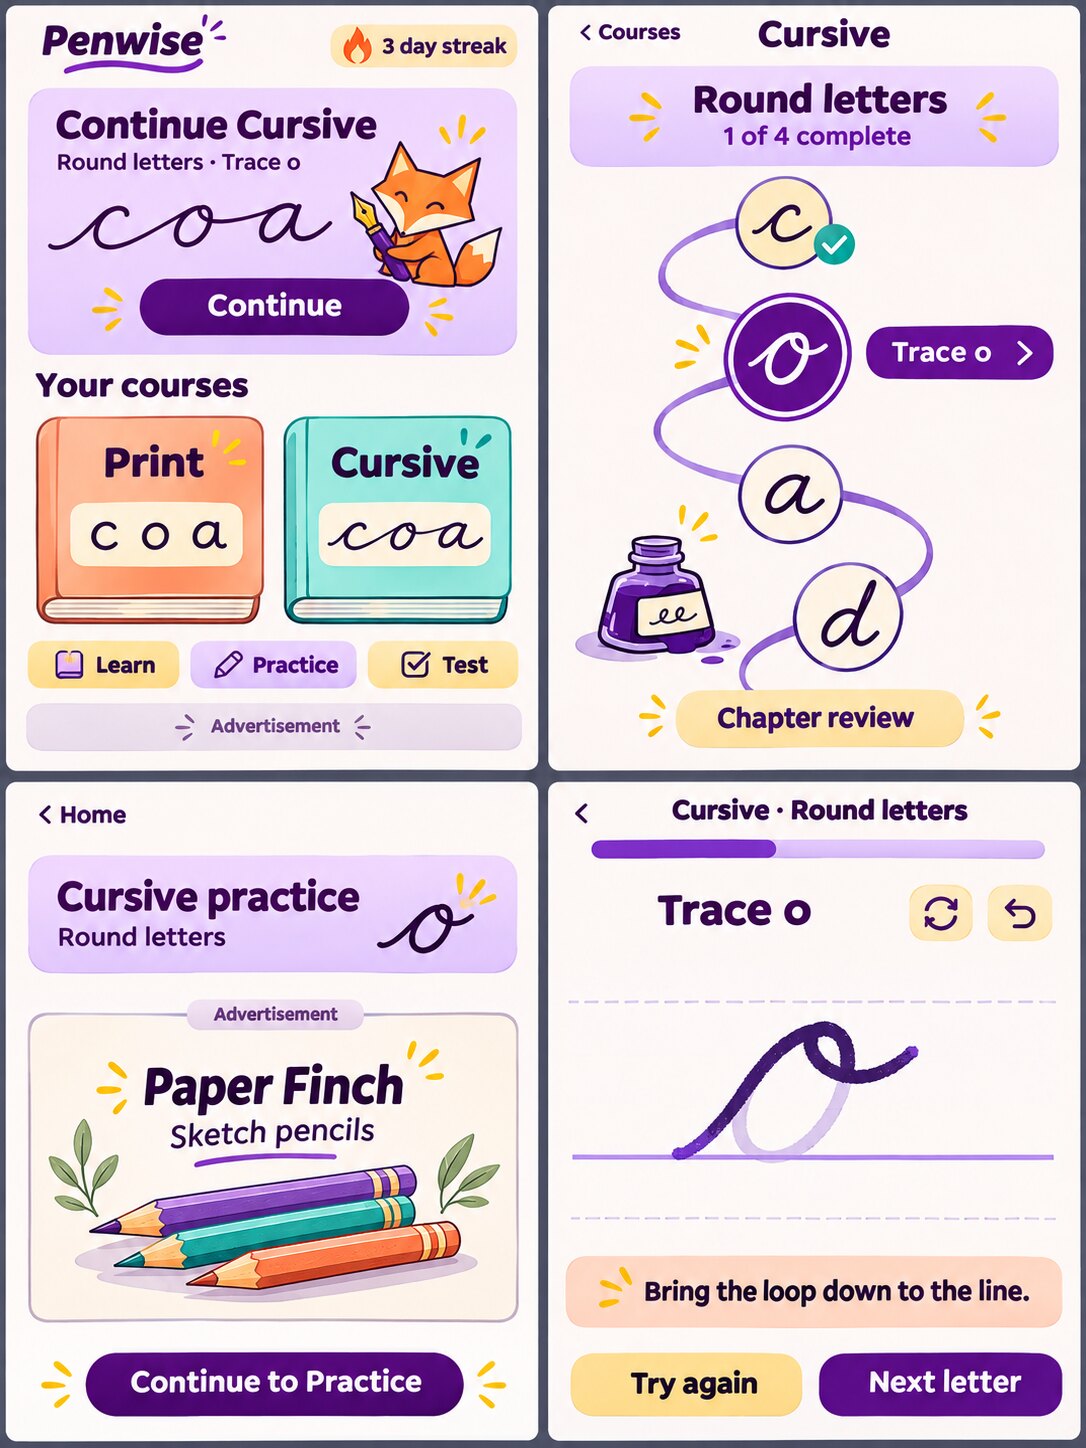 Penwise
3 day streak
Continue Cursive
Round letters · Trace o
coa
Continue
Your courses
Print
c o a
Cursive
coa
Learn
Practice
Test
Advertisement
< Courses
Cursive
Round letters
1 of 4 complete
c
o
Trace o >
a
ee
d
Chapter review
< Home
Cursive practice
Round letters
o
Advertisement
Paper Finch
Sketch pencils
Continue to Practice
<
Cursive · Round letters
Trace o
o
Bring the loop down to the line.
Try again
Next letter